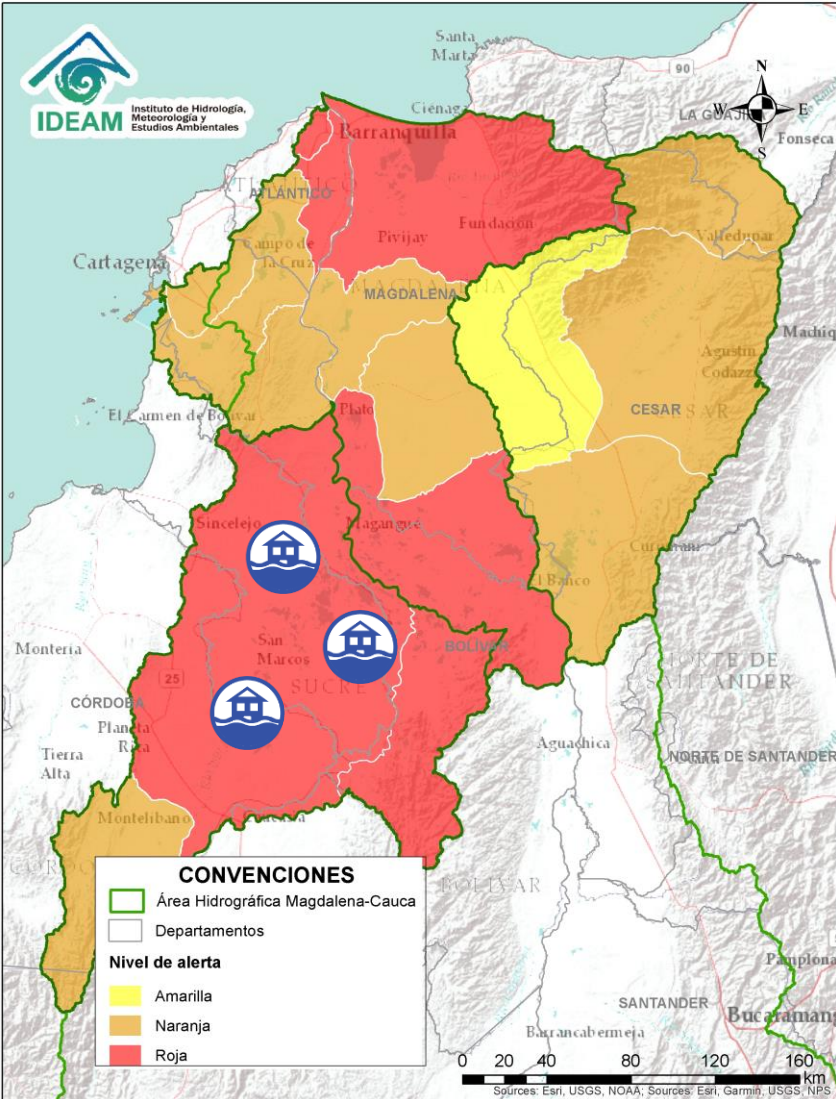 IDEAM
Instituto de Hidrología,
Meteorología y
Estudios Ambientales
Santa
Marta
90
N
W E
S
LA GUAJIRA
Fonseca
Ciénaga
Barranquilla
ATLÁNTICO
Pivijay
Fundación
Valledupar
Cartagena
Campo de
la Cruz
MAGDALENA
Agustín
Codazzi
CESAR
CESAR
El Carmen de Bolívar
Plato
Sincelejo
Magangué
El Banco
San
Marcos
SUCRE
BOLÍVAR
Montería
25
CÓRDOBA
Planeta
Rica
Tierra
Alta
Aguachica
NORTE DE
SANTANDER
NORTE DE SANTANDER
Montelibano
BOLÍVAR
Pamplona
SANTANDER
Bucaramang
Barrancabermeja
CONVENCIONES
Área Hidrográfica Magdalena-Cauca
Departamentos
Nivel de alerta
Amarilla
Naranja
Roja
0 20 40 80 120 160
km
Sources: Esri, USGS, NOAA; Sources: Esri, Garmin, USGS, NPS